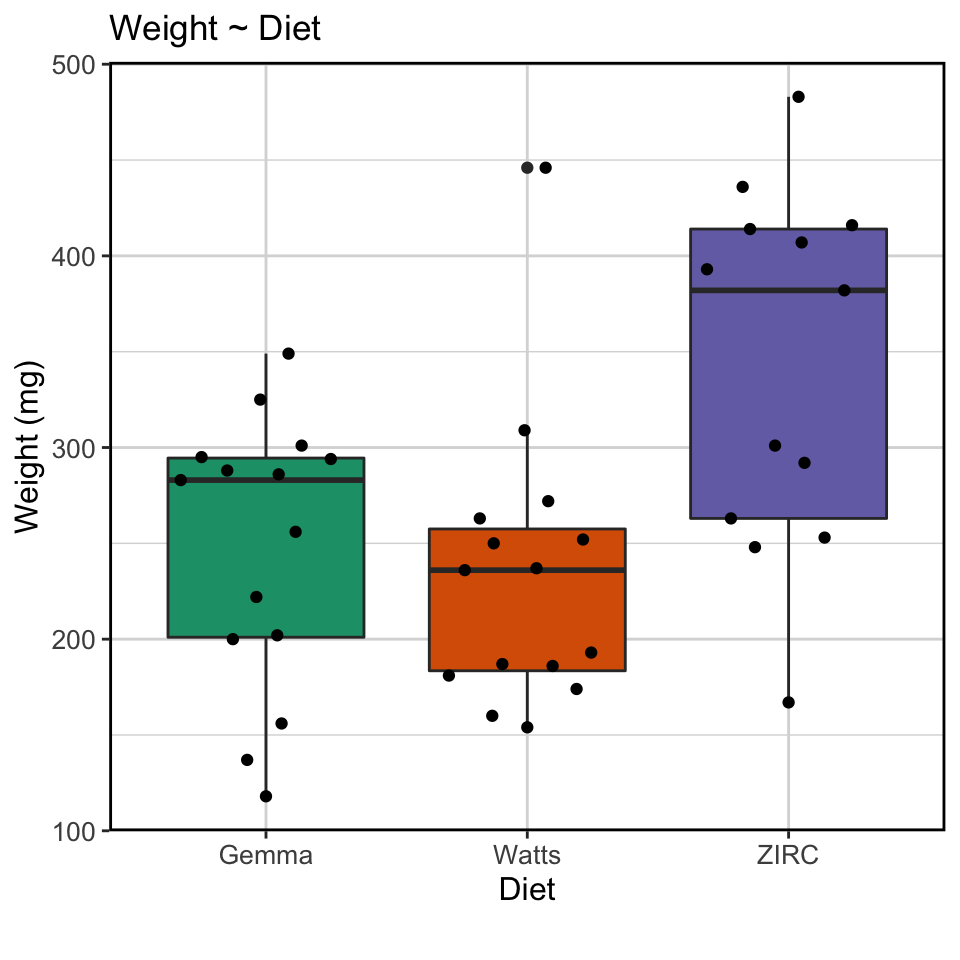 Weight ~ Diet
500
400
300
200
100
Weight (mg)
Gemma Watts ZIRC
Diet